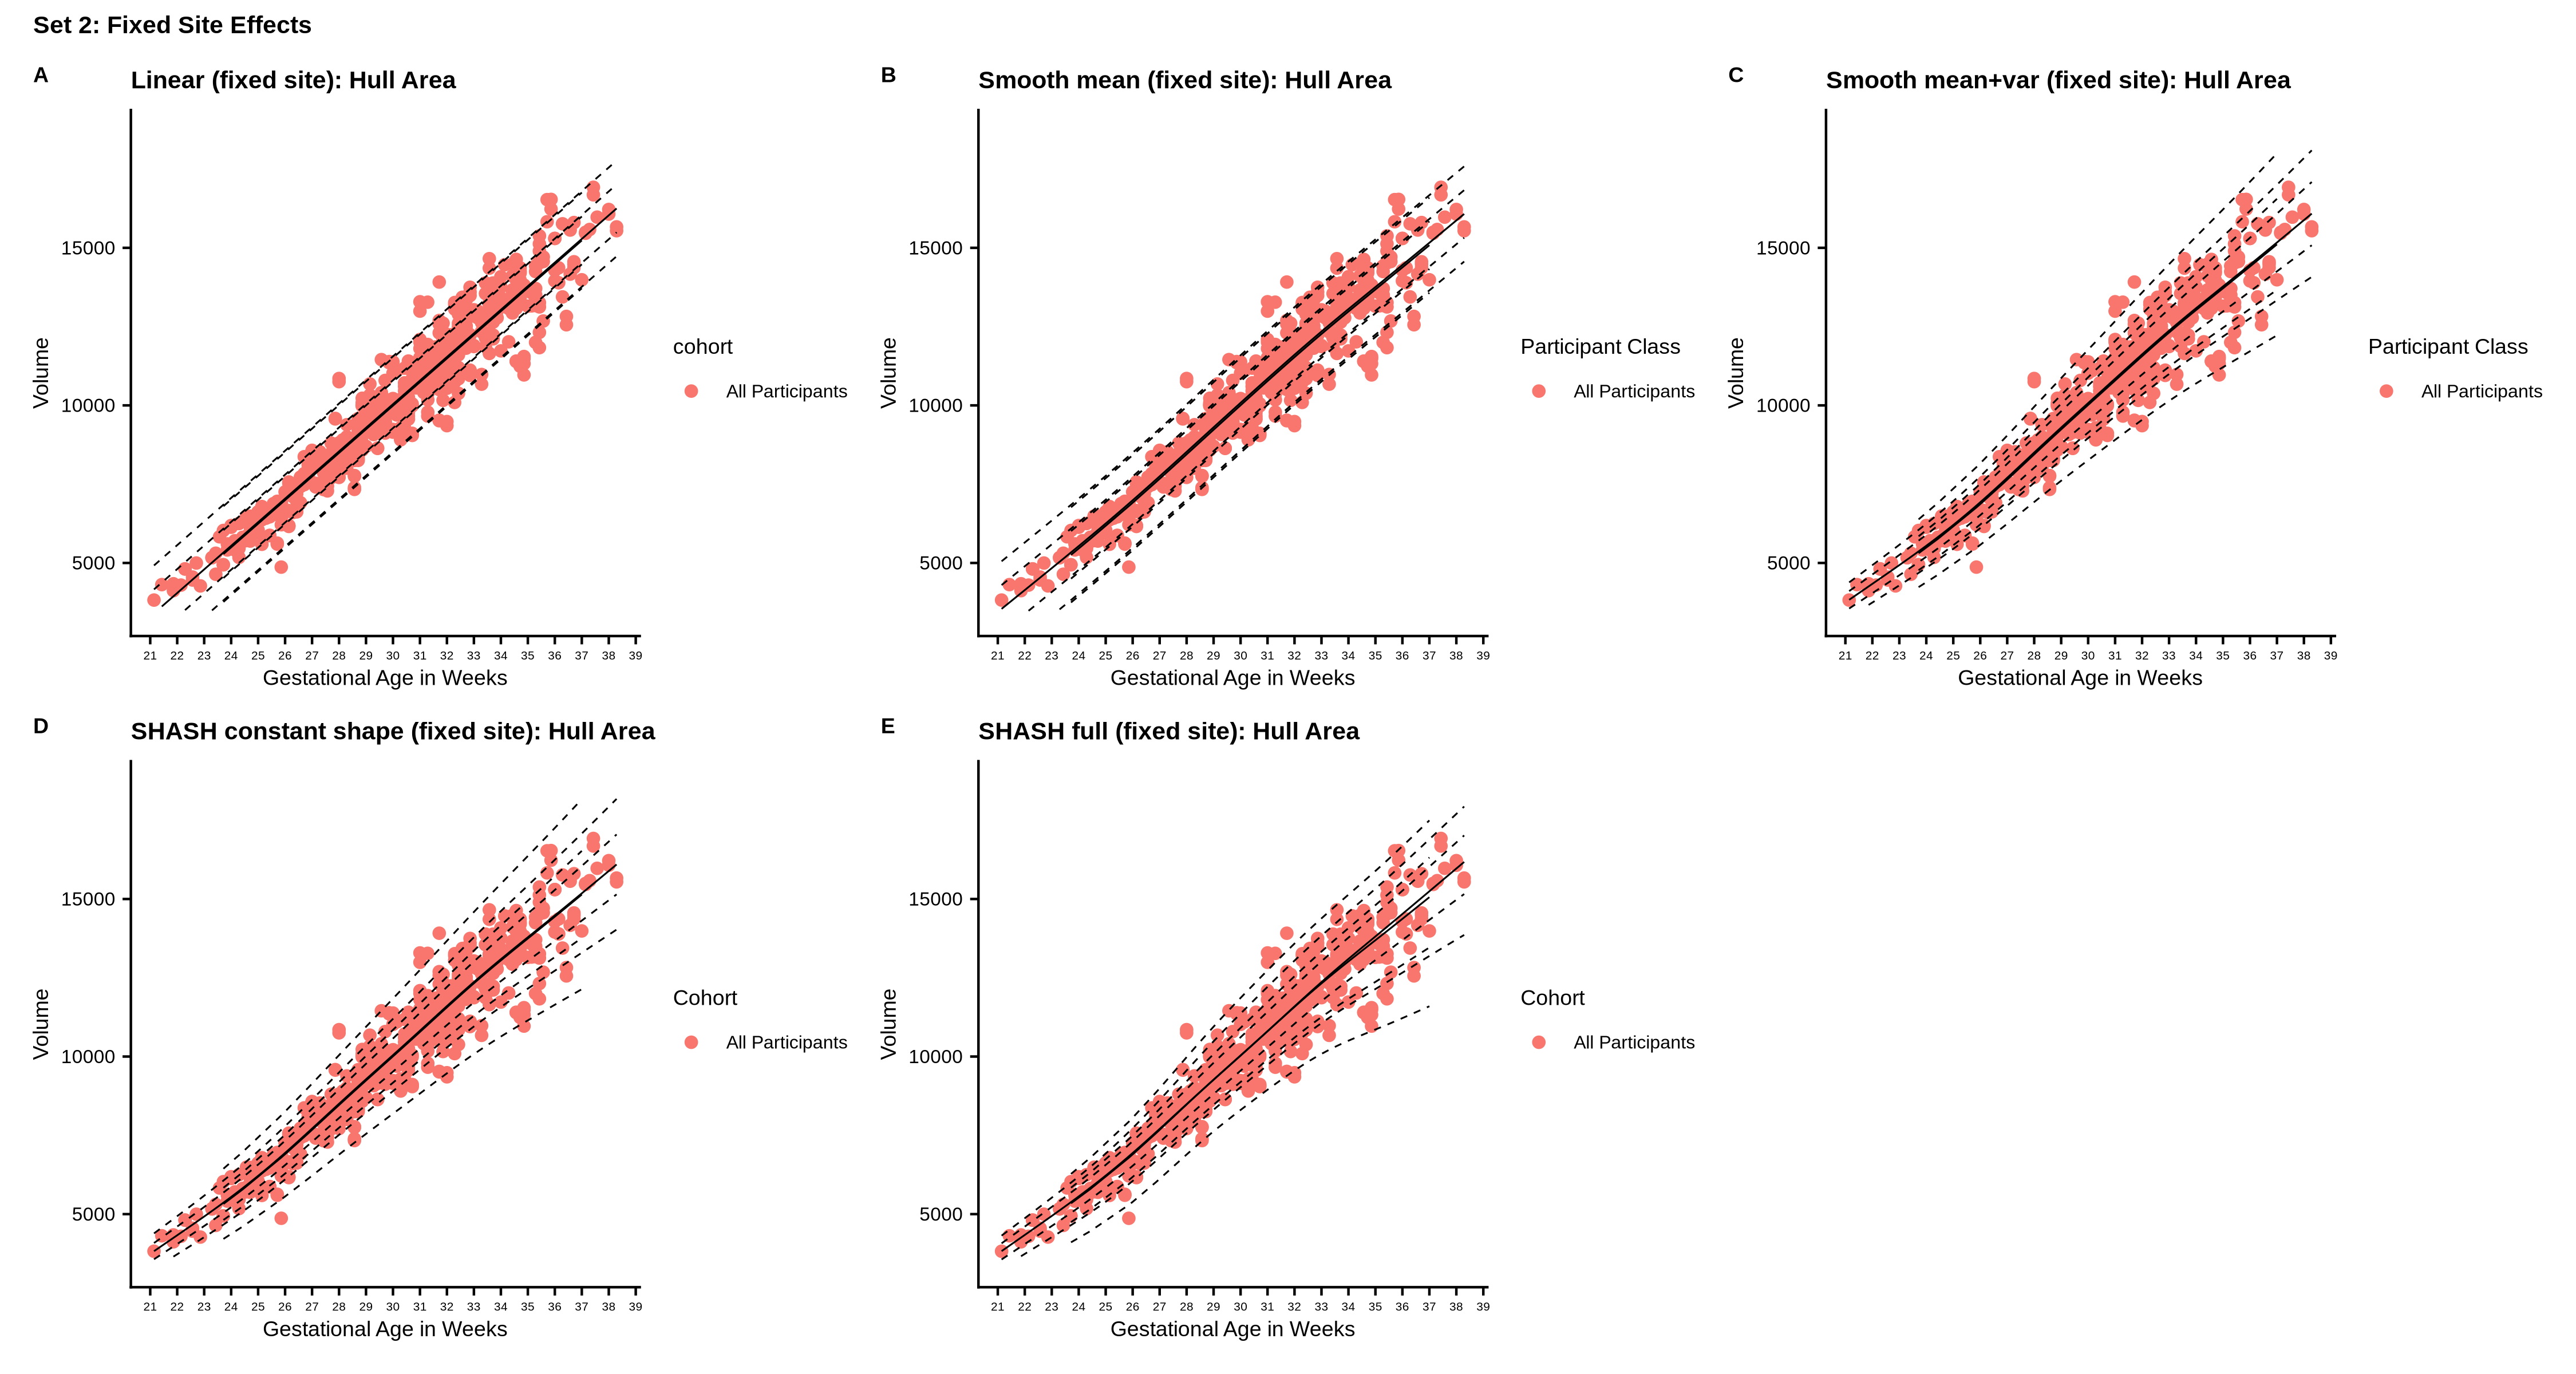 Set 2: Fixed Site Effects
A
Linear (fixed site): Hull Area
Volume
15000
10000
5000
21 22 23 24 25 26 27 28 29 30 31 32 33 34 35 36 37 38 39
Gestational Age in Weeks
cohort
All Participants
B
Smooth mean (fixed site): Hull Area
Volume
15000
10000
5000
21 22 23 24 25 26 27 28 29 30 31 32 33 34 35 36 37 38 39
Gestational Age in Weeks
Participant Class
All Participants
C
Smooth mean+var (fixed site): Hull Area
Volume
15000
10000
5000
21 22 23 24 25 26 27 28 29 30 31 32 33 34 35 36 37 38 39
Gestational Age in Weeks
Participant Class
All Participants
D
SHASH constant shape (fixed site): Hull Area
Volume
15000
10000
5000
21 22 23 24 25 26 27 28 29 30 31 32 33 34 35 36 37 38 39
Gestational Age in Weeks
Cohort
All Participants
E
SHASH full (fixed site): Hull Area
Volume
15000
10000
5000
21 22 23 24 25 26 27 28 29 30 31 32 33 34 35 36 37 38 39
Gestational Age in Weeks
Cohort
All Participants